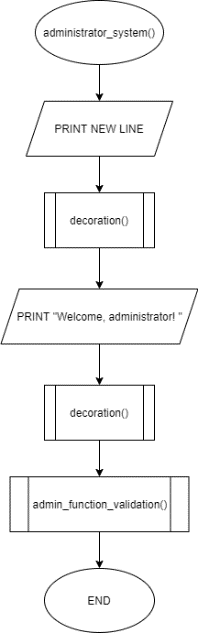 administrator_system()
PRINT NEW LINE
decoration()
PRINT "Welcome, administrator! "
decoration()
admin_function_validation()
END